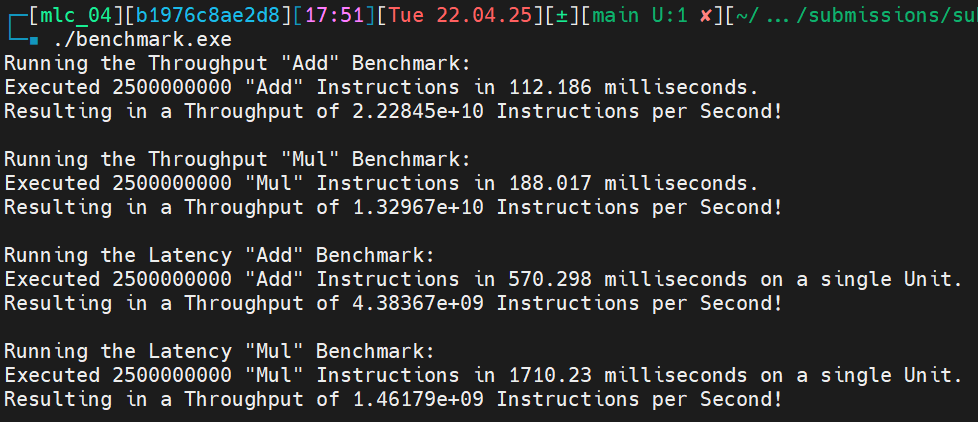 [mlc_04][b1976c8ae2d8][17:51][Tue 22.04.25][±][main U:1 ✘][~/ … /submissions/su
./benchmark.exe
Running the Throughput "Add" Benchmark:
Executed 2500000000 "Add" Instructions in 112.186 milliseconds.
Resulting in a Throughput of 2.22845e+10 Instructions per Second!
Running the Throughput "Mul" Benchmark:
Executed 2500000000 "Mul" Instructions in 188.017 milliseconds.
Resulting in a Throughput of 1.32967e+10 Instructions per Second!
Running the Latency "Add" Benchmark:
Executed 2500000000 "Add" Instructions in 570.298 milliseconds on a single Unit.
Resulting in a Throughput of 4.38367e+09 Instructions per Second!
Running the Latency "Mul" Benchmark:
Executed 2500000000 "Mul" Instructions in 1710.23 milliseconds on a single Unit.
Resulting in a Throughput of 1.46179e+09 Instructions per Second!